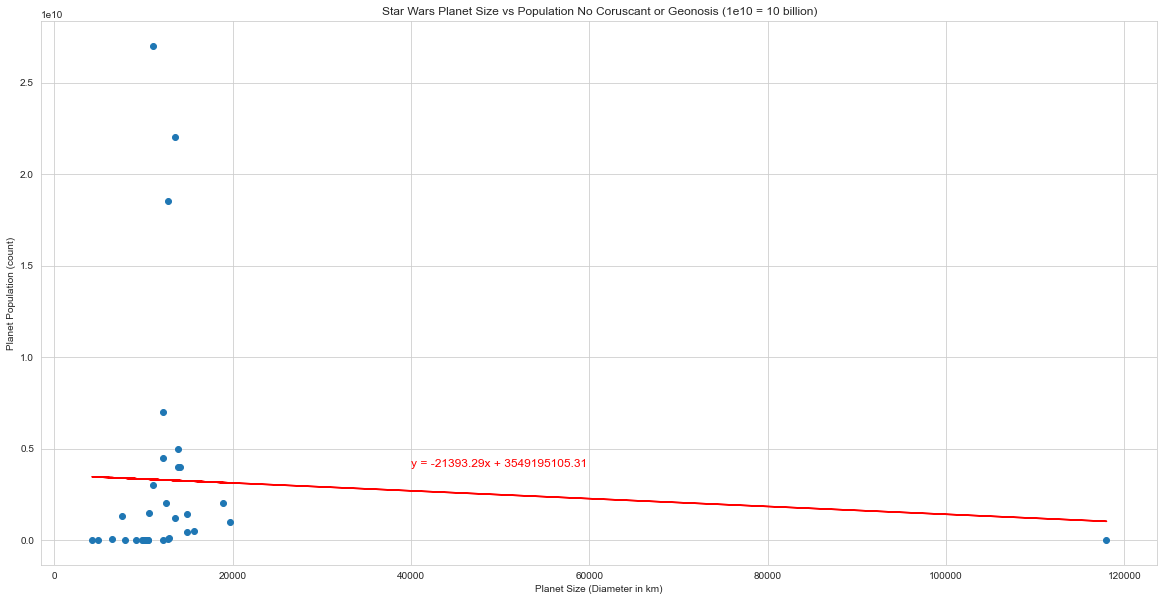 Star Wars Planet Size vs Population No Coruscant or Geonosis (1e10 = 10 billion)
1e10
2.5
2.0
1.5
1.0
0.5
0.0
Planet Population (count)
y = -21393.29x + 3549195105.31
0 20000 40000 60000 80000 100000 120000
Planet Size (Diameter in km)